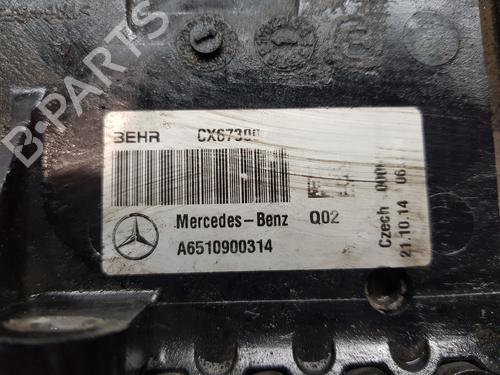 B-PARTS
BEHR
Mercedes-Benz Q02
A6510900314
Czech
21.10.14